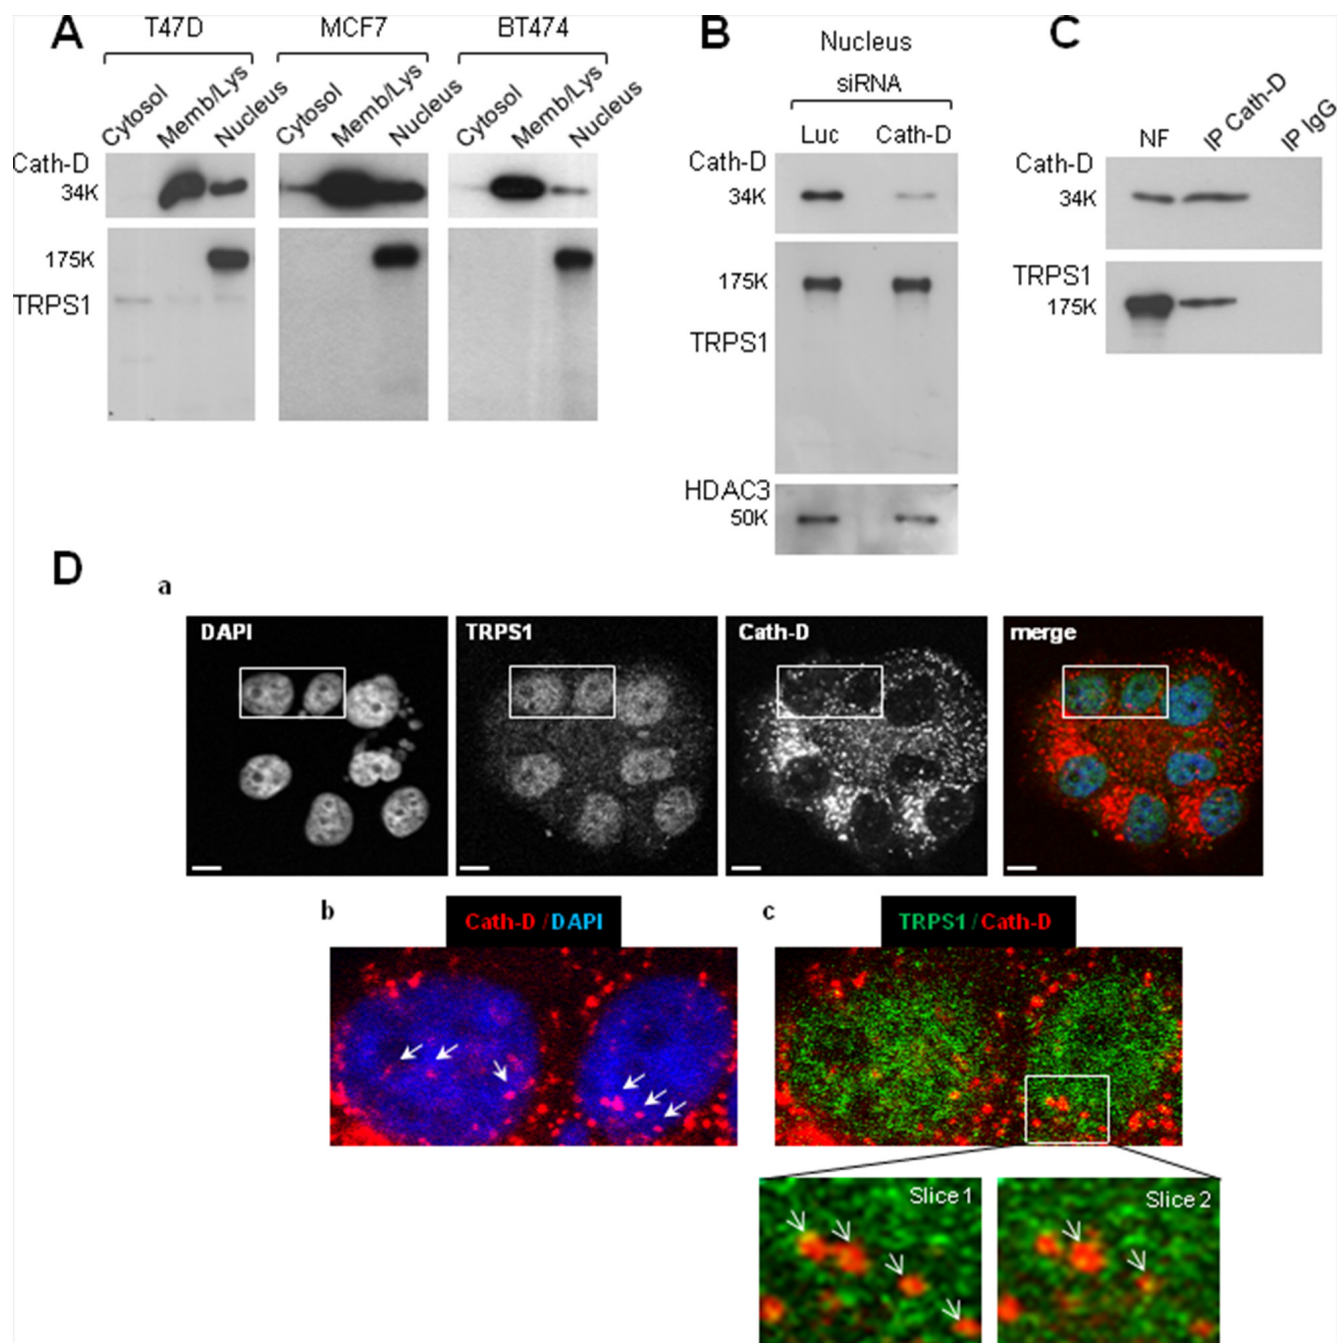 A
T47D
MCF7
BT474
Cytosol
Memb/Lys
Nucleus
Cytosol
Memb/Lys
Nucleus
Cytosol
Memb/Lys
Nucleus
Cath-D
34K
175K
TRPS1
B
Nucleus
siRNA
Luc Cath-D
Cath-D
34K
175K
TRPS1
HDAC3
50K
C
NF
IP Cath-D
IP IgG
Cath-D
34K
TRPS1
175K
D
a
DAPI
TRPS1
Cath-D
merge
b
Cath-D / DAPI
c
TRPS1 / Cath-D
Slice 1
Slice 2